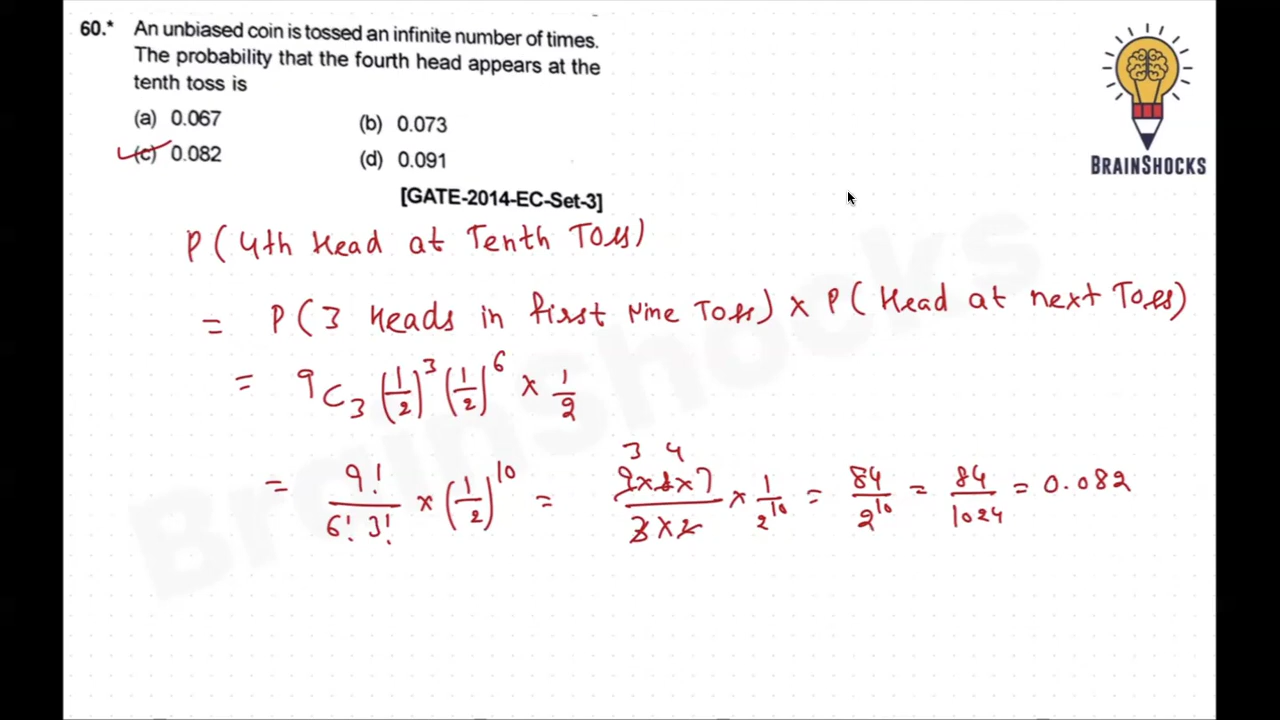 60.* An unbiased coin is tossed an infinite number of times.
The probability that the fourth head appears at the
tenth toss is
(a) 0.067 (b) 0.073
(c) 0.082 (d) 0.091
[GATE-2014-EC-Set-3]
BRAINSHOCKS
P ( 4th Head at Tenth Toss)
= P ( 3 Heads in first Nine Toss) × P ( Head at next Toss)
= 9C3 (1/2)^3 (1/2)^6 × 1/2
= 9!/(6! 3!) × (1/2)^10 = (9×8×7)/(3×2) × 1/2^10 = 84/2^10 = 84/1024 = 0.082
3 4
Brainshocks